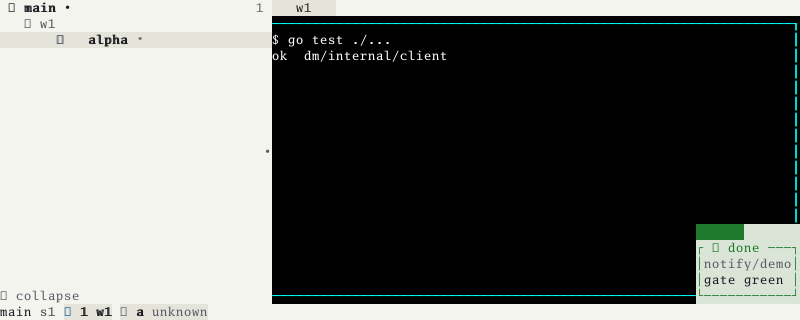 main • 1
w1
alpha •
w1
$ go test ./...
ok  dm/internal/client
done
notify/demo
gate green
collapse
main s1 1 w1 a unknown